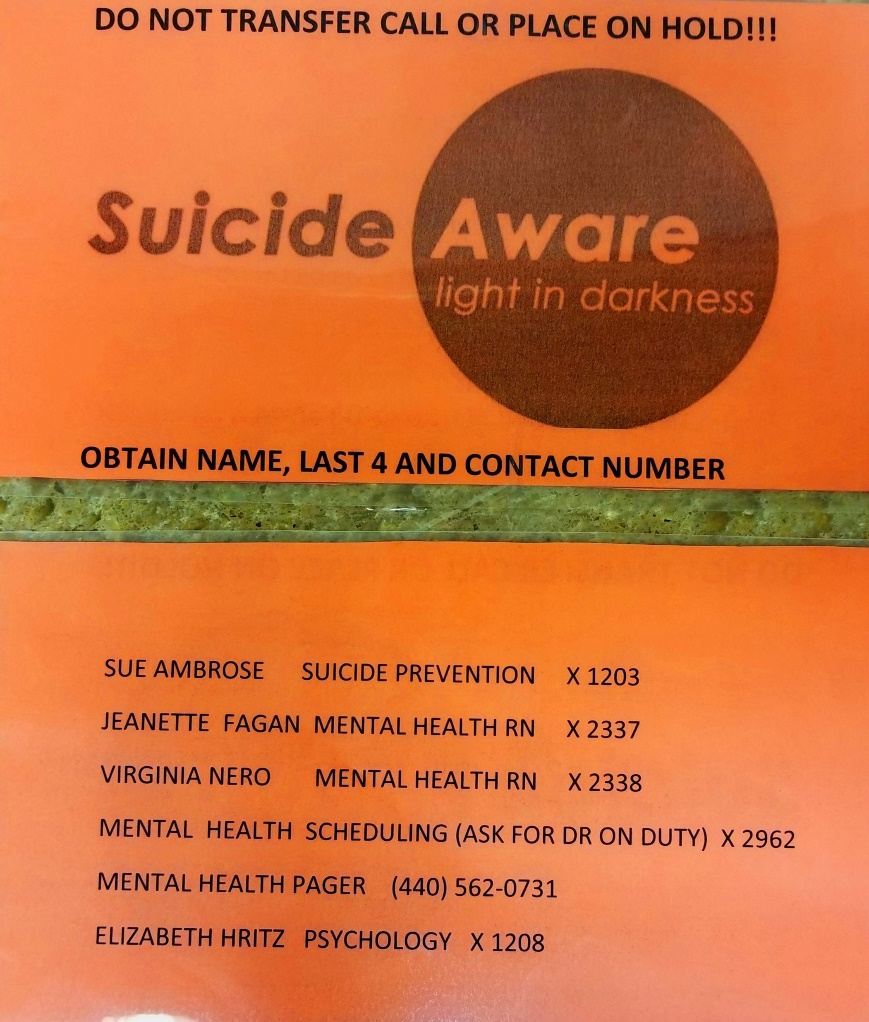 DO NOT TRANSFER CALL OR PLACE ON HOLD!!!
Suicide Aware
light in darkness
OBTAIN NAME, LAST 4 AND CONTACT NUMBER
SUE AMBROSE SUICIDE PREVENTION X 1203
JEANETTE FAGAN MENTAL HEALTH RN X 2337
VIRGINIA NERO MENTAL HEALTH RN X 2338
MENTAL HEALTH SCHEDULING (ASK FOR DR ON DUTY) X 2962
MENTAL HEALTH PAGER (440) 562-0731
ELIZABETH HRITZ PSYCHOLOGY X 1208